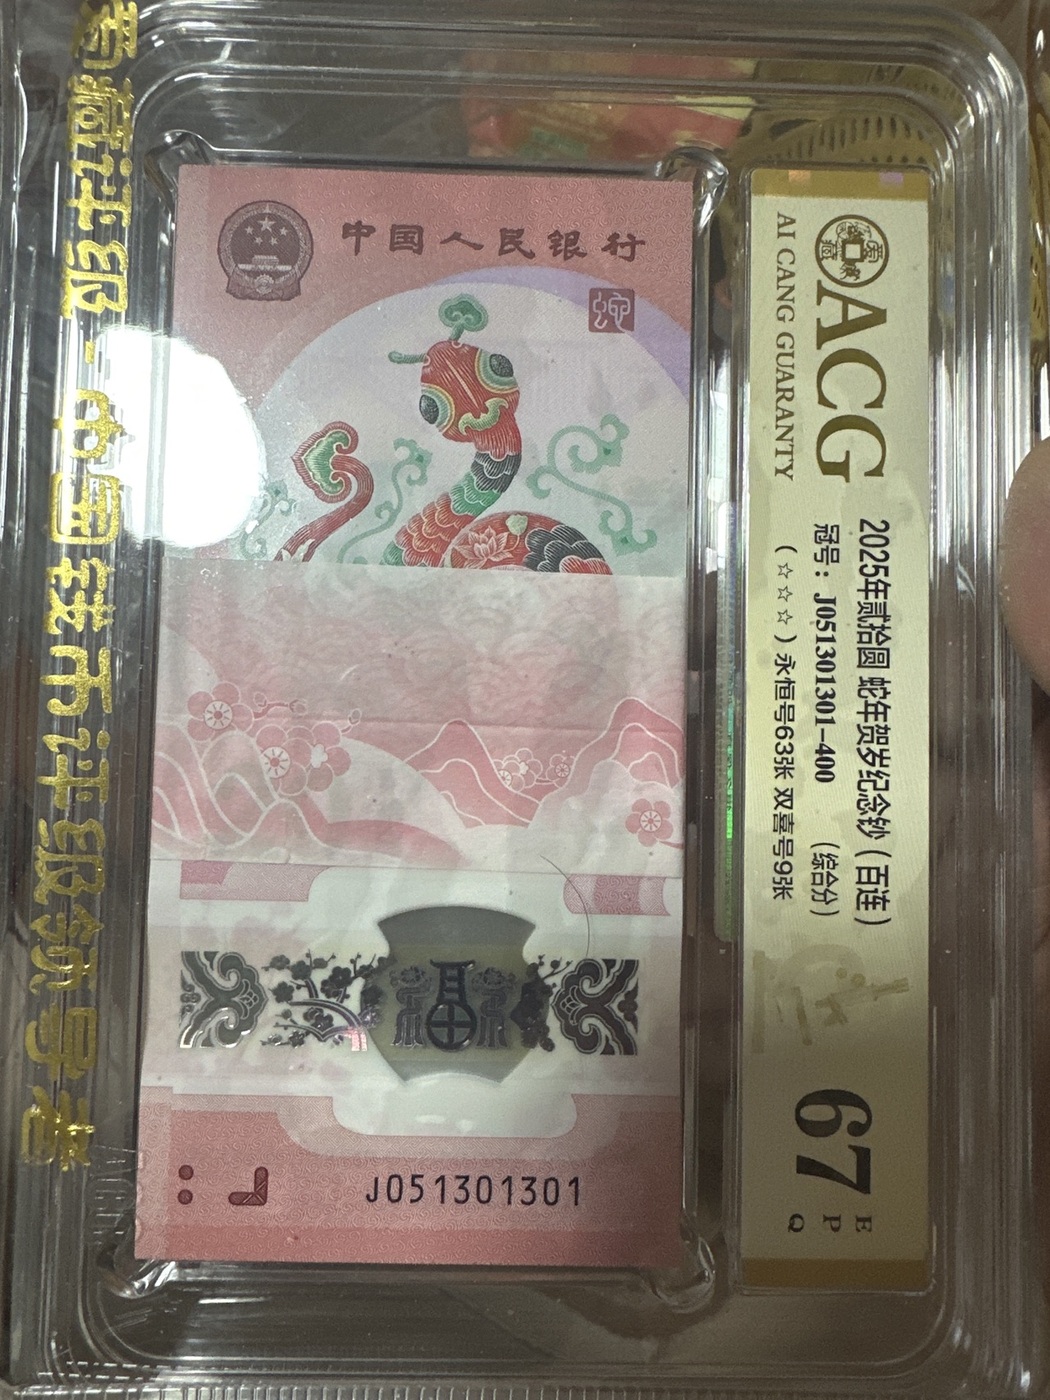 爱藏评级-中国钱币评级领导者
中国人民银行
福
J051301301
ACG
AI CANG GUARANTY
2025年贰拾圆 蛇年贺岁纪念钞(百连)
冠号：J051301301-400 (综合分)
(☆☆☆)永恒号63张 双喜号9张
67
E
P
Q